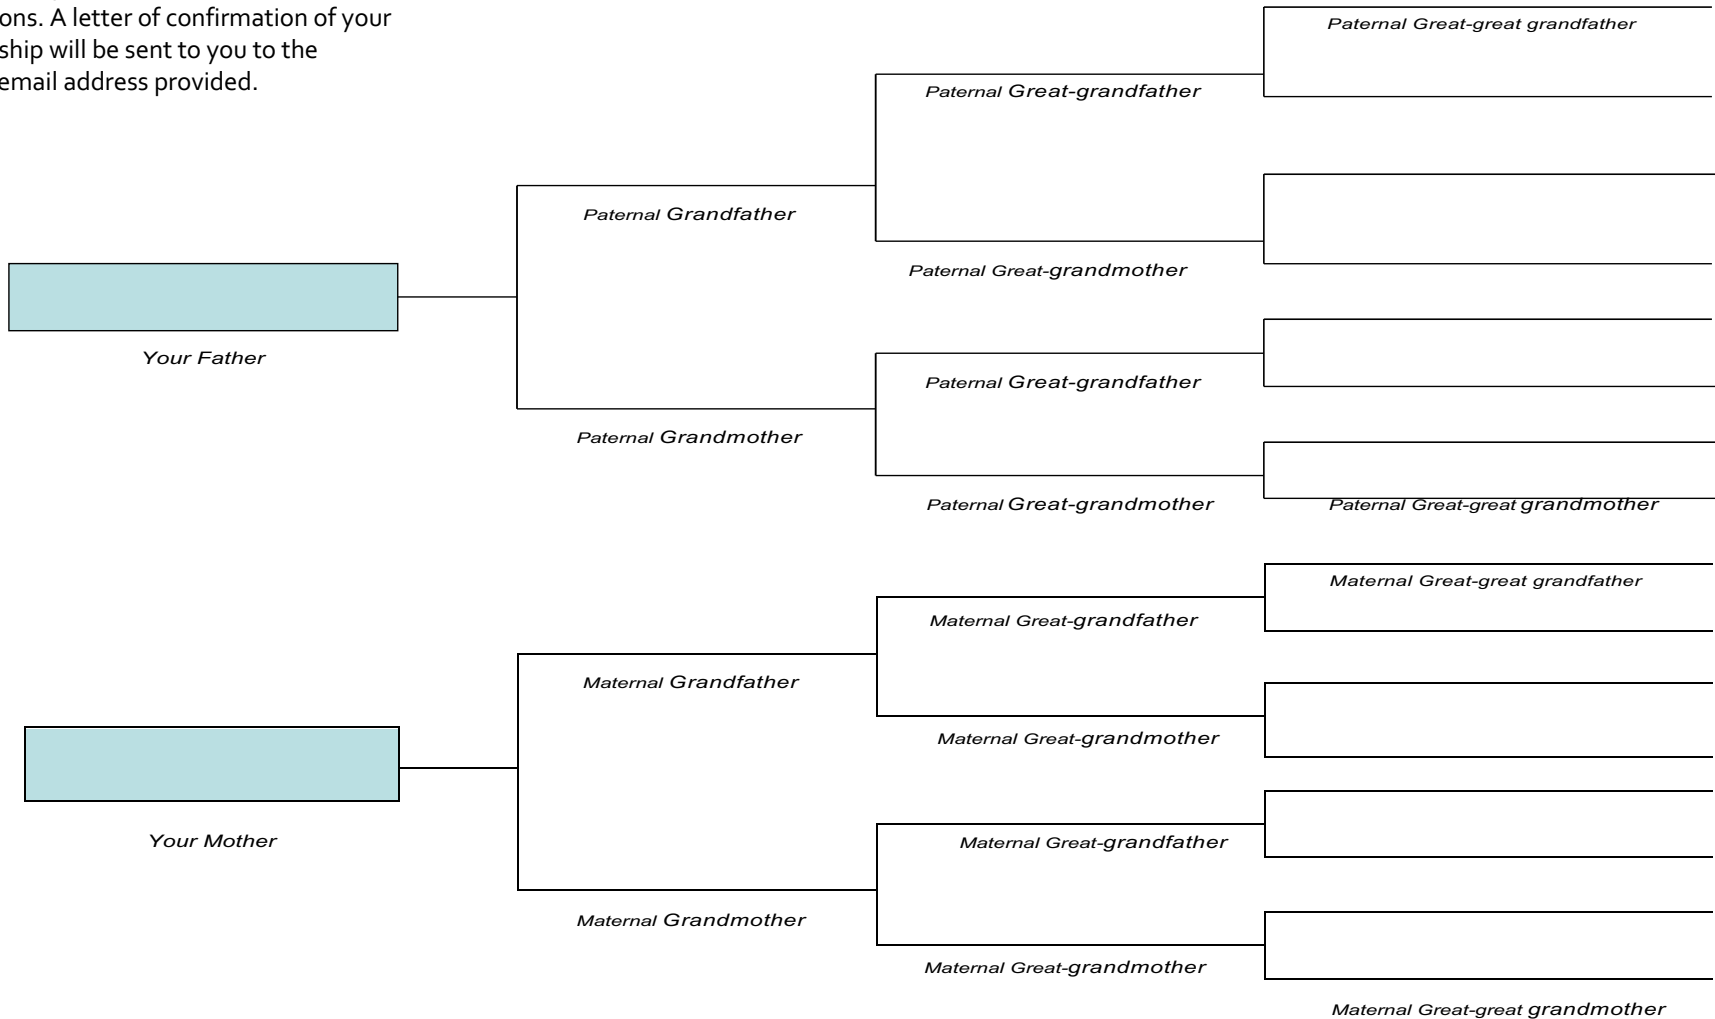 ons. A letter of confirmation of your
ship will be sent to you to the
email address provided.
Paternal Great-great grandfather
Paternal Great-grandfather
Paternal Grandfather
Paternal Great-grandmother
Your Father
Paternal Great-grandfather
Paternal Grandmother
Paternal Great-grandmother
Paternal Great-great grandmother
Maternal Great-great grandfather
Maternal Great-grandfather
Maternal Grandfather
Maternal Great-grandmother
Your Mother
Maternal Great-grandfather
Maternal Grandmother
Maternal Great-grandmother
Maternal Great-great grandmother